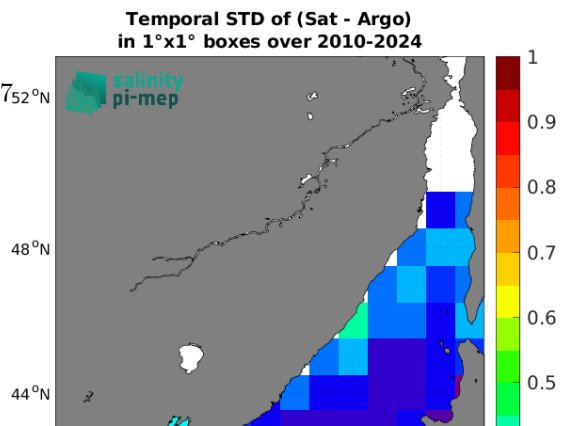 Temporal STD of (Sat - Argo)
in 1°x1° boxes over 2010-2024
salinity
pi-mep
7
52°N
48°N
44°N
1
0.9
0.8
0.7
0.6
0.5